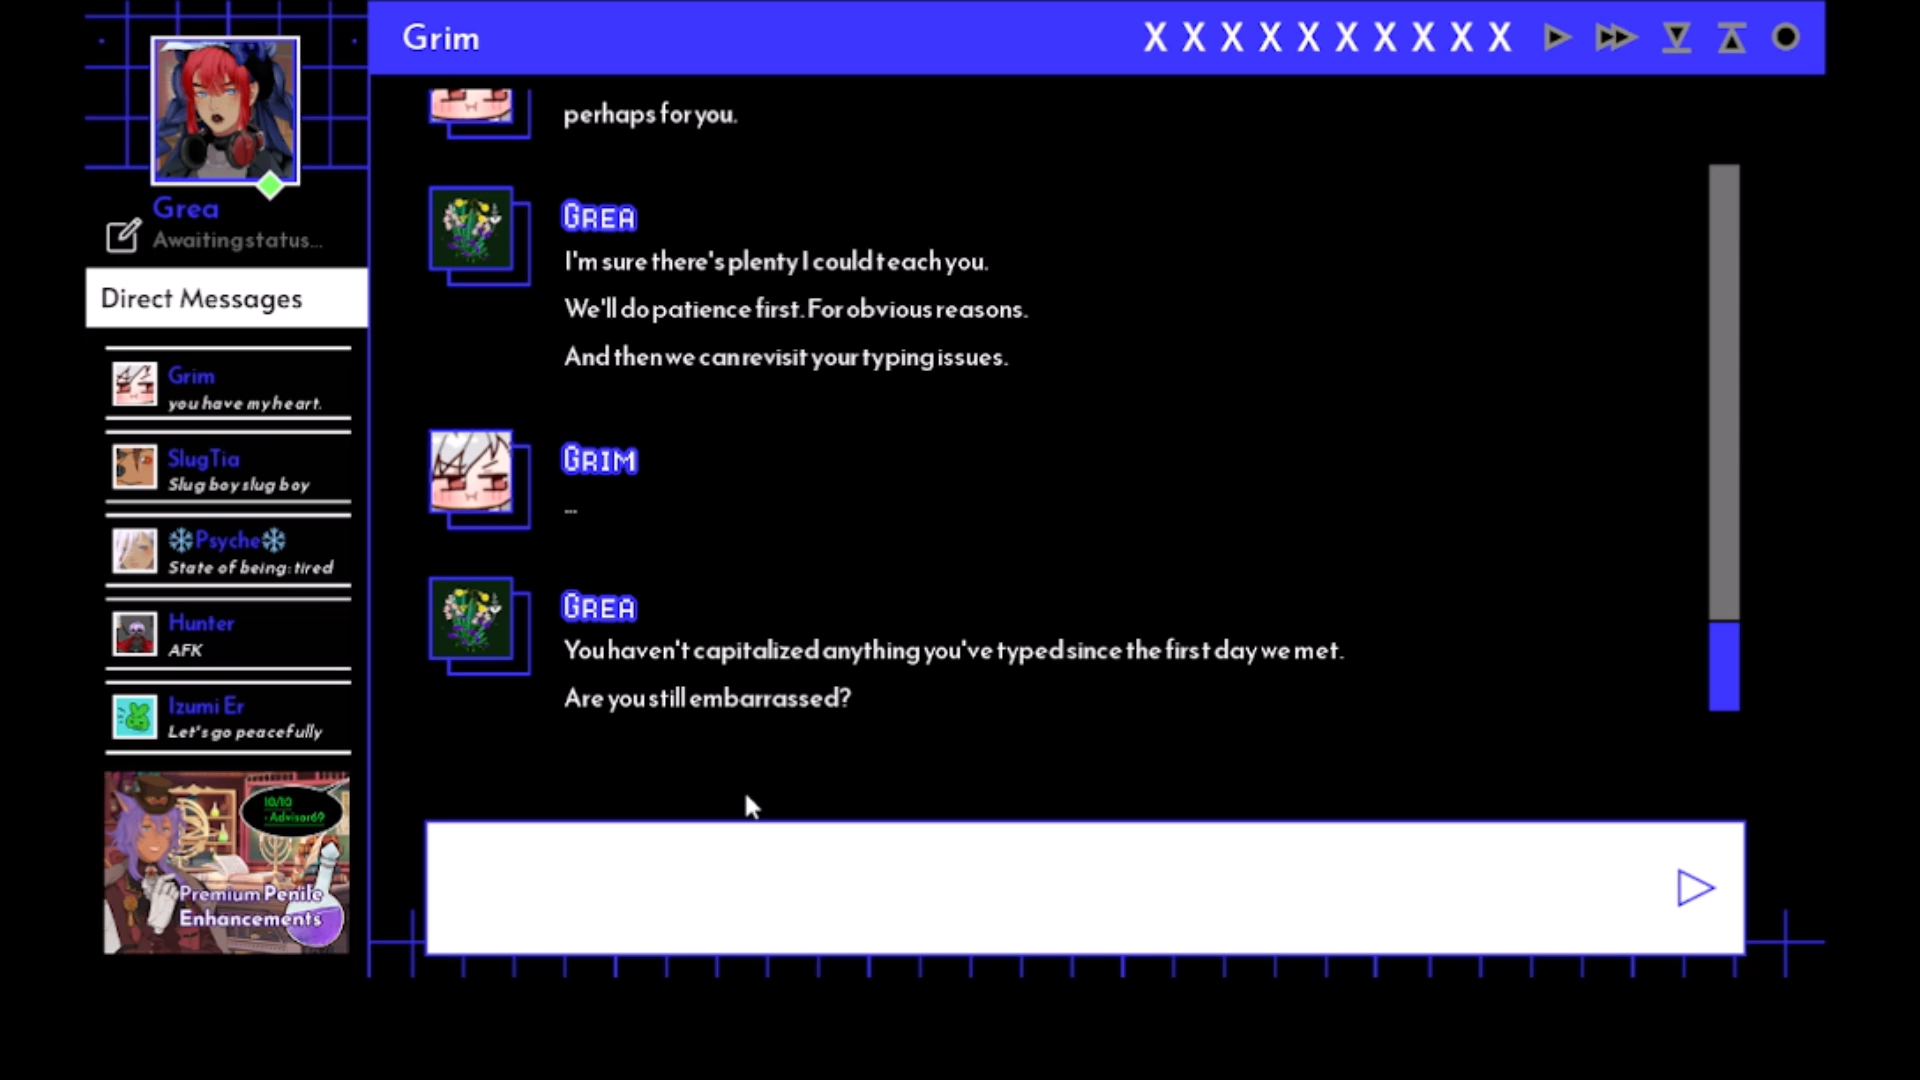 Grim
X X X X X X X X X X
Grea
Awaiting status...
Direct Messages
Grim
you have my heart.
SlugTia
Slug boy slug boy
❄Psyche❄
State of being: tired
Hunter
AFK
Izumi Er
Let's go peacefully
10/10
- Advisor69
Premium Penile
Enhancements
perhaps for you.
Grea
I'm sure there's plenty I could teach you.
We'll do patience first. For obvious reasons.
And then we can revisit your typing issues.
Grim
...
Grea
You haven't capitalized anything you've typed since the first day we met.
Are you still embarrassed?